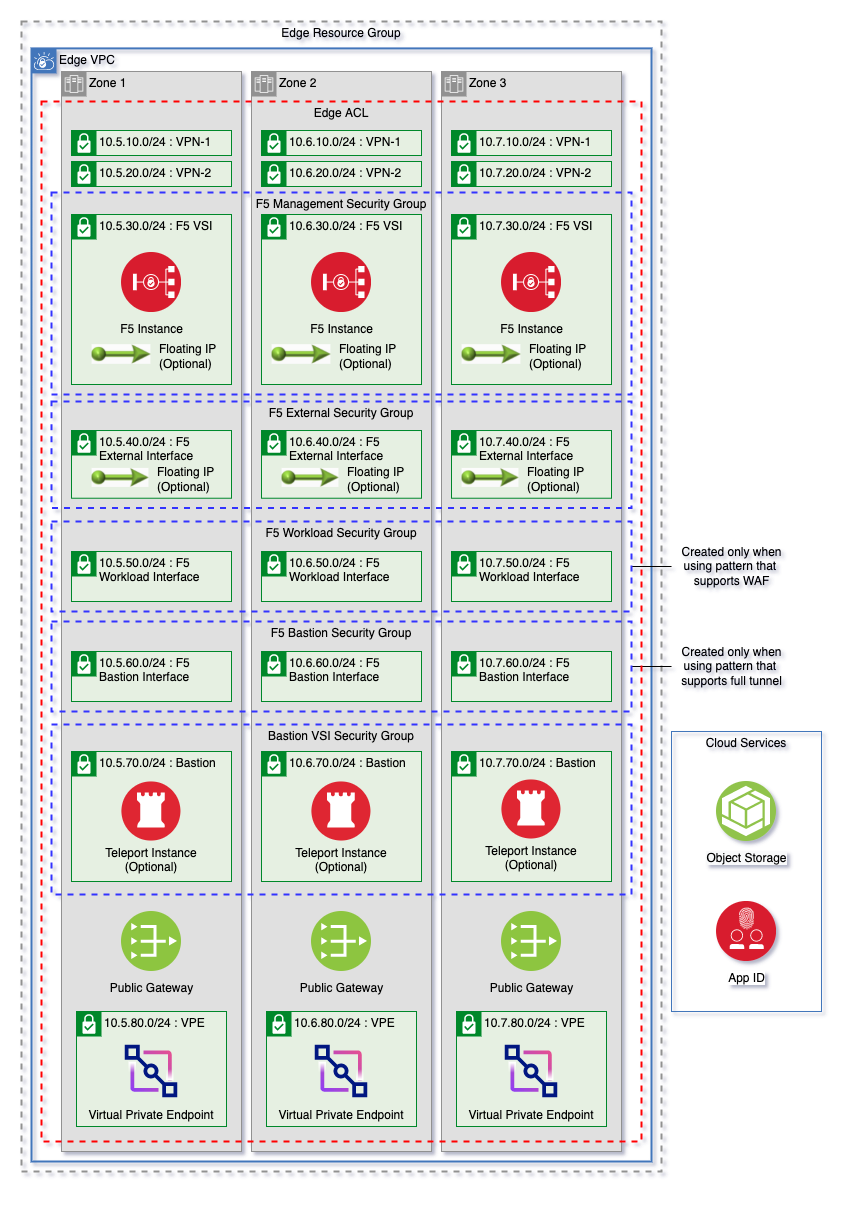 Edge Resource Group
Edge VPC
Zone 1
Zone 2
Zone 3
Edge ACL
10.5.10.0/24 : VPN-1
10.6.10.0/24 : VPN-1
10.7.10.0/24 : VPN-1
10.5.20.0/24 : VPN-2
10.6.20.0/24 : VPN-2
10.7.20.0/24 : VPN-2
F5 Management Security Group
10.5.30.0/24 : F5 VSI
10.6.30.0/24 : F5 VSI
10.7.30.0/24 : F5 VSI
F5 Instance
F5 Instance
F5 Instance
Floating IP
(Optional)
Floating IP
(Optional)
Floating IP
(Optional)
F5 External Security Group
10.5.40.0/24 : F5
External Interface
10.6.40.0/24 : F5
External Interface
10.7.40.0/24 : F5
External Interface
Floating IP
(Optional)
Floating IP
(Optional)
Floating IP
(Optional)
F5 Workload Security Group
10.5.50.0/24 : F5
Workload Interface
10.6.50.0/24 : F5
Workload Interface
10.7.50.0/24 : F5
Workload Interface
Created only when
using pattern that
supports WAF
F5 Bastion Security Group
10.5.60.0/24 : F5
Bastion Interface
10.6.60.0/24 : F5
Bastion Interface
10.7.60.0/24 : F5
Bastion Interface
Created only when
using pattern that
supports full tunnel
Bastion VSI Security Group
10.5.70.0/24 : Bastion
10.6.70.0/24 : Bastion
10.7.70.0/24 : Bastion
Teleport Instance
(Optional)
Teleport Instance
(Optional)
Teleport Instance
(Optional)
Public Gateway
Public Gateway
Public Gateway
10.5.80.0/24 : VPE
10.6.80.0/24 : VPE
10.7.80.0/24 : VPE
Virtual Private Endpoint
Virtual Private Endpoint
Virtual Private Endpoint
Cloud Services
Object Storage
App ID